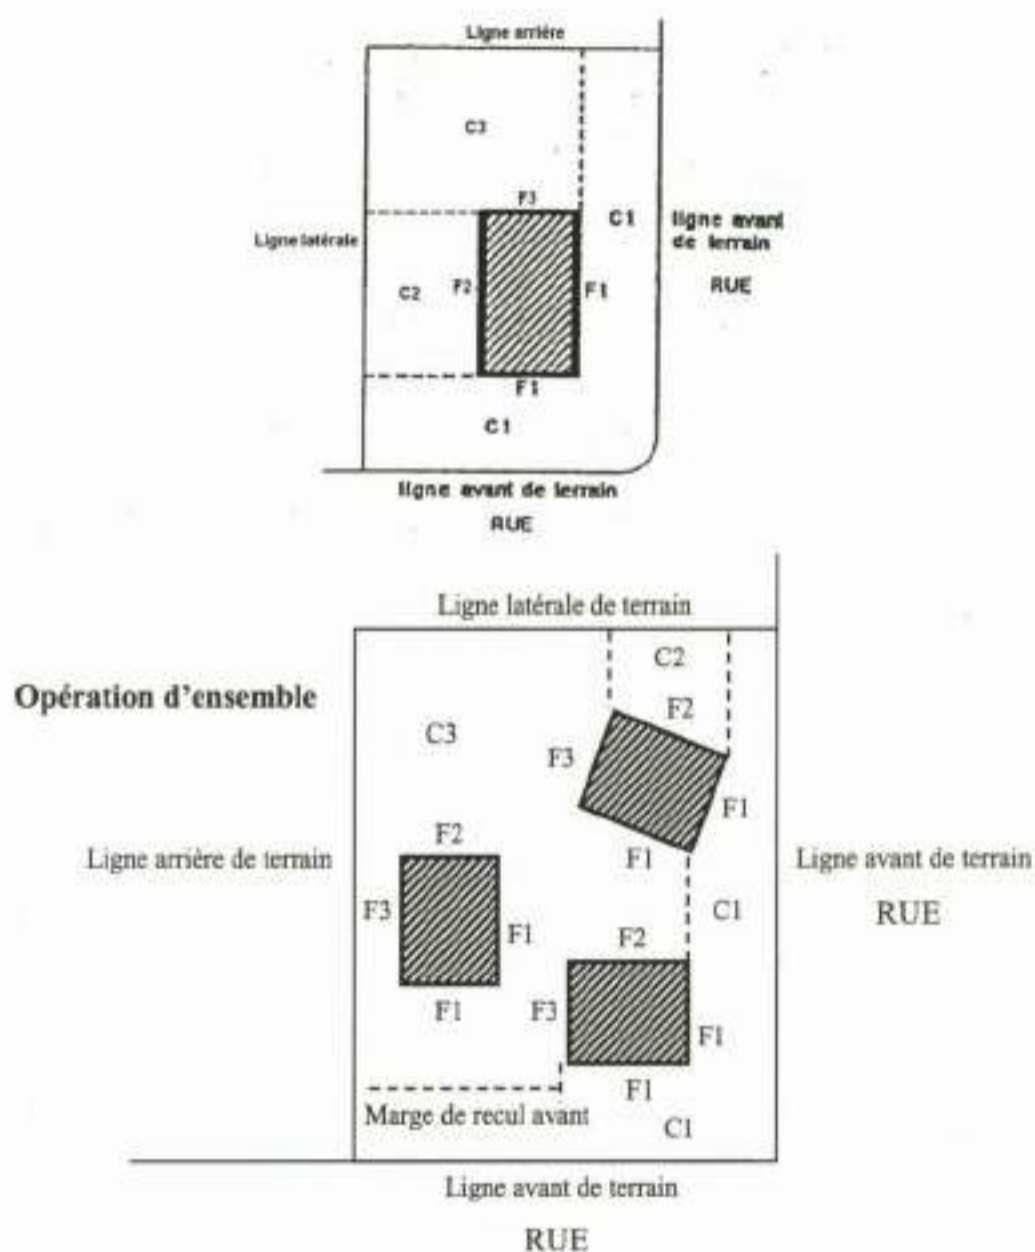 Ligne arrière
C3
F3
C1
ligne avant
de terrain
RUE
Ligne latérale
C2
F2
F1
F1
C1
ligne avant de terrain
RUE
Ligne latérale de terrain
C2
Opération d'ensemble
F2
C3
F3
F1
F1
F2
Ligne arrière de terrain
Ligne avant de terrain
RUE
F3
F1
C1
F2
F1
F3
F1
F1
Marge de recul avant
C1
Ligne avant de terrain
RUE